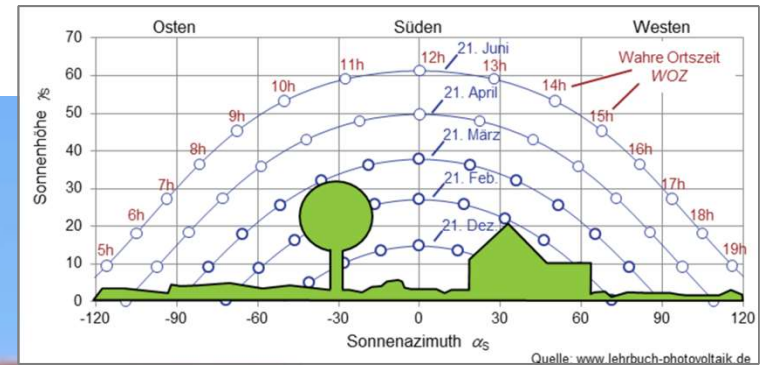 Osten Süden Westen
70
60
50
40
30
20
10
0
Sonnenhöhe γS
5h
6h
7h
8h
9h
10h
11h
12h
13h
14h
15h
16h
17h
18h
19h
21. Juni
21. April
21. März
21. Feb.
21. Dez.
Wahre Ortszeit
WOZ
-120 -90 -60 -30 0 30 60 90 120
Sonnenazimuth αS
Quelle: www.lehrbuch-photovoltaik.de